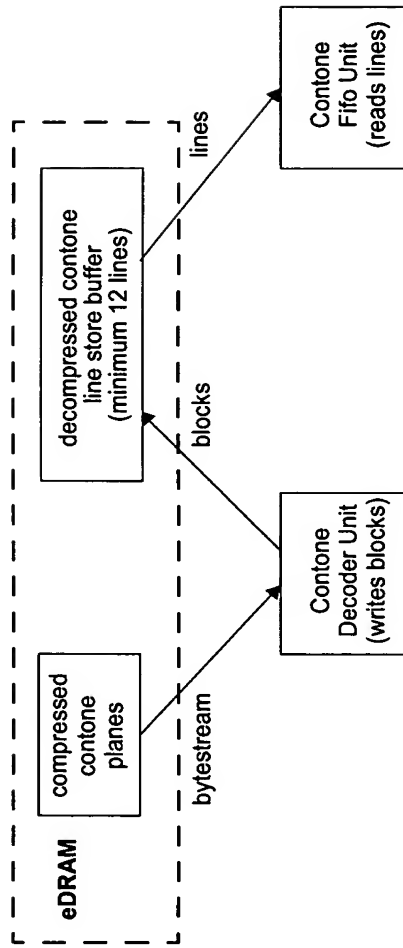 eDRAM
compressed
contone
planes
decompressed contone
line store buffer
(minimum 12 lines)
bytestream
blocks
lines
Contone
Decoder Unit
(writes blocks)
Contone
Fifo Unit
(reads lines)